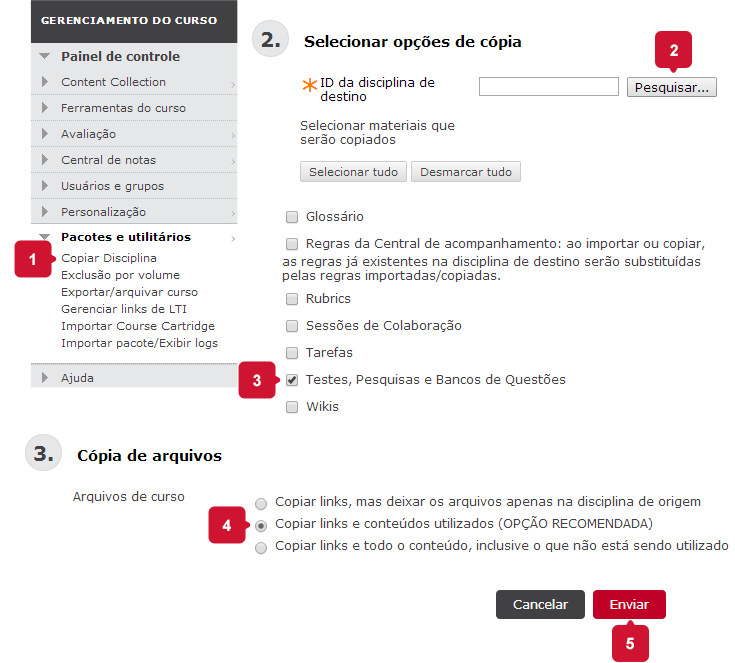 GERENCIAMENTO DO CURSO
Painel de controle
Content Collection
Ferramentas do curso
Avaliação
Central de notas
Usuários e grupos
Personalização
Pacotes e utilitários
1
Copiar Disciplina
Exclusão por volume
Exportar/arquivar curso
Gerenciar links de LTI
Importar Course Cartridge
Importar pacote/Exibir logs
Ajuda
2. Selecionar opções de cópia
2
ID da disciplina de
destino
Pesquisar...
Selecionar materiais que
serão copiados
Selecionar tudo Desmarcar tudo
Glossário
Regras da Central de acompanhamento: ao importar ou copiar,
as regras já existentes na disciplina de destino serão substituídas
pelas regras importadas/copiadas.
Rubrics
Sessões de Colaboração
Tarefas
3 Testes, Pesquisas e Bancos de Questões
Wikis
3. Cópia de arquivos
Arquivos de curso
Copiar links, mas deixar os arquivos apenas na disciplina de origem
4 Copiar links e conteúdos utilizados (OPÇÃO RECOMENDADA)
Copiar links e todo o conteúdo, inclusive o que não está sendo utilizado
Cancelar Enviar
5